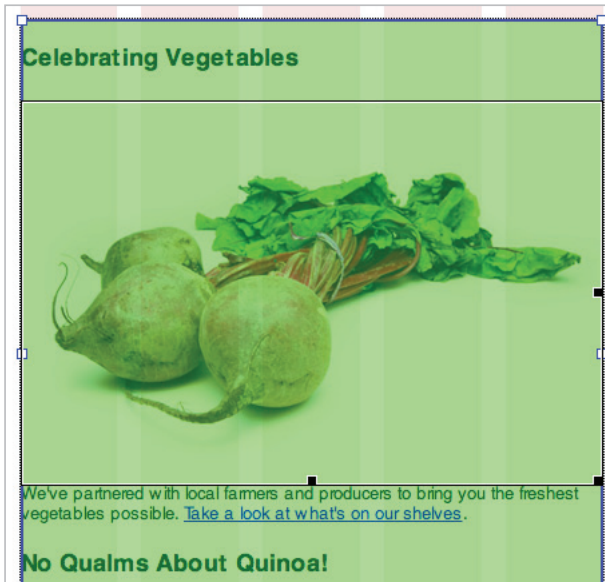 Celebrating Vegetables
We've partnered with local farmers and producers to bring you the freshest
vegetables possible. Take a look at what's on our shelves.
No Qualms About Quinoa!